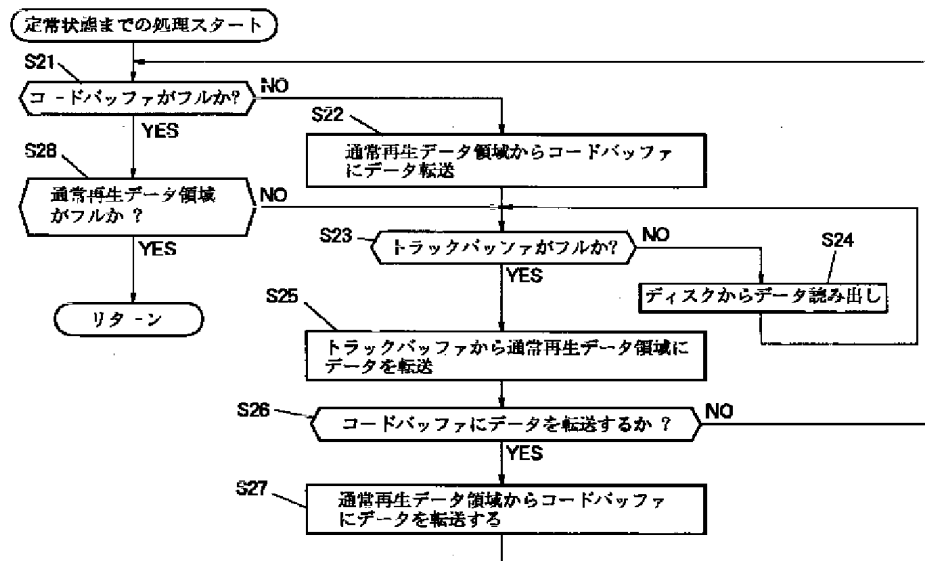 定常状態までの処理スタート
S21
コードバッファがフルか?
NO
YES
S22
通常再生データ領域からコードバッファ
にデータ転送
S28
通常再生データ領域
がフルか ?
NO
YES
リターン
S23
トラックバッファがフルか?
NO
YES
S24
ディスクからデータ読み出し
S25
トラックバッファから通常再生データ領域に
データを転送
S26
コードバッファにデータを転送するか ?
NO
YES
S27
通常再生データ領域からコードバッファ
にデータを転送する